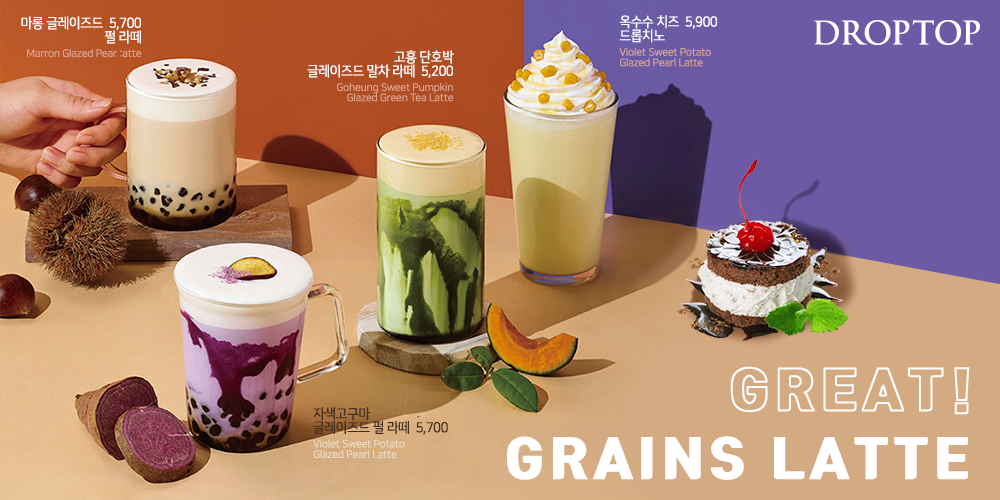 마롱 글레이즈드 5,700
펄 라떼
Marron Glazed Pear :atte
고흥 단호박
글레이즈드 말차 라떼 5,200
Goheung Sweet Pumpkin
Glazed Green Tea Latte
옥수수 치즈 5,900
드롭치노
Violet Sweet Potato
Glazed Pearl Latte
DROPTOP
자색고구마
글레이즈드 펄 라떼 5,700
Violet Sweet Potato
Glazed Pearl Latte
GREAT!
GRAINS LATTE